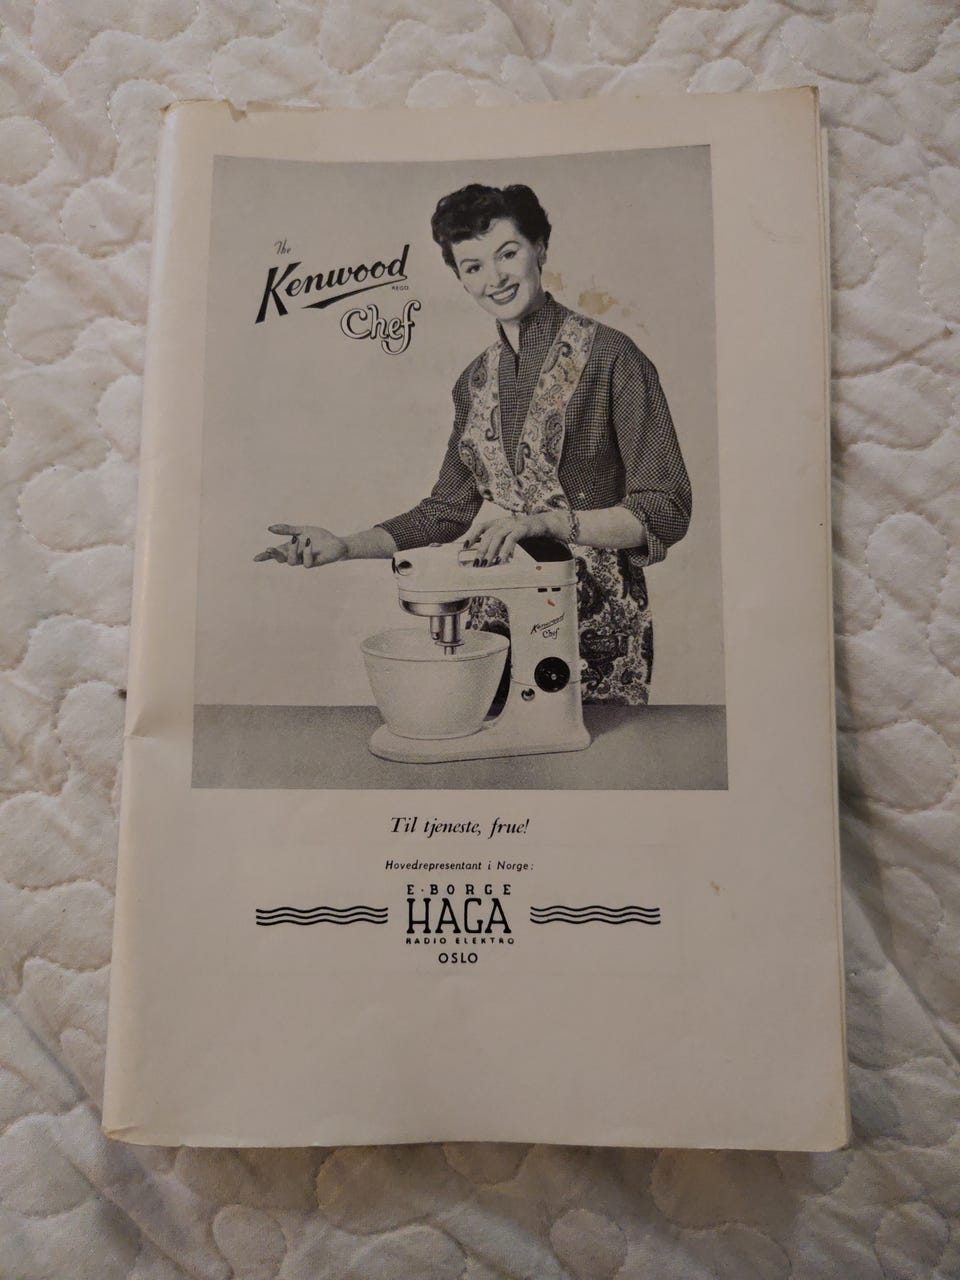 The
Kenwood
REGD
Chef
Kenwood
Chef
Til tjeneste, frue!
Hovedrepresentant i Norge:
E·BORGE
HAGA
RADIO ELEKTRO
OSLO